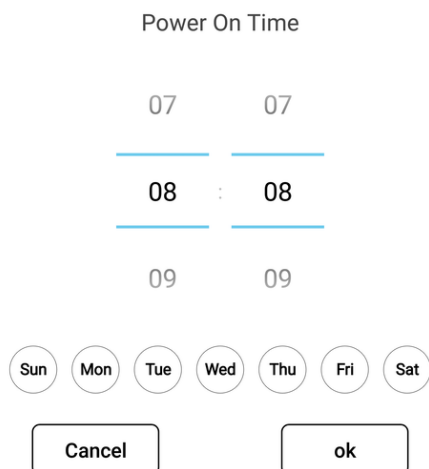 Power On Time
07 07
08 : 08
09 09
Sun Mon Tue Wed Thu Fri Sat
Cancel ok